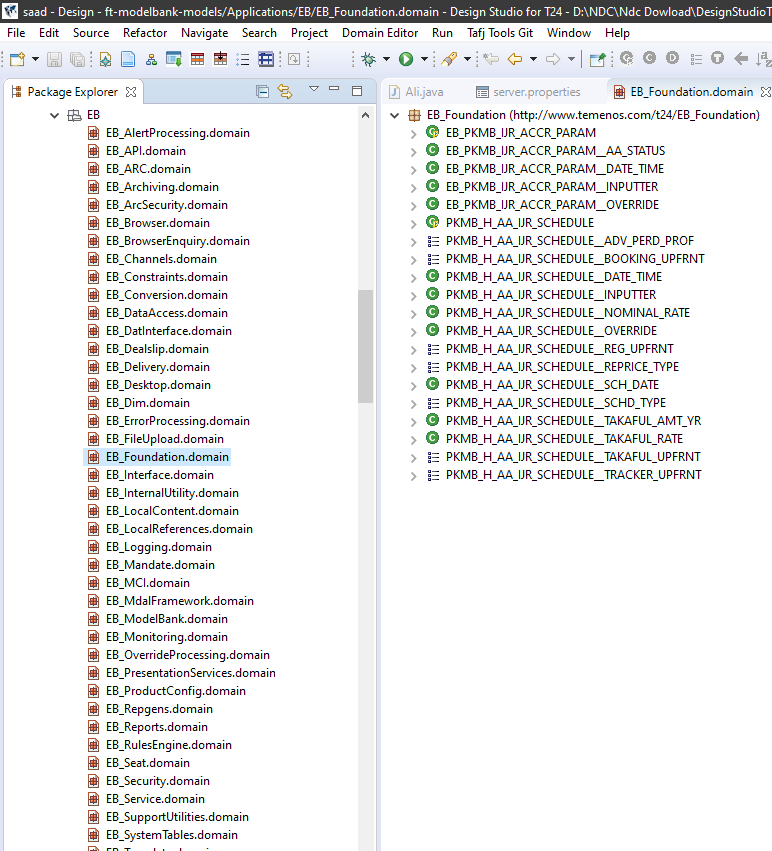 saad - Design - ft-modelbank-models/Applications/EB/EB_Foundation.domain - Design Studio for T24 - D:\NDC\Ndc Dowload\DesignStudioT
File Edit Source Refactor Navigate Search Project Domain Editor Run Tafj Tools Git Window Help
Package Explorer
EB
EB_AlertProcessing.domain
EB_API.domain
EB_ARC.domain
EB_Archiving.domain
EB_ArcSecurity.domain
EB_Browser.domain
EB_BrowserEnquiry.domain
EB_Channels.domain
EB_Constraints.domain
EB_Conversion.domain
EB_DataAccess.domain
EB_DatInterface.domain
EB_Dealslip.domain
EB_Delivery.domain
EB_Desktop.domain
EB_Dim.domain
EB_ErrorProcessing.domain
EB_FileUpload.domain
EB_Foundation.domain
EB_Interface.domain
EB_InternalUtility.domain
EB_LocalContent.domain
EB_LocalReferences.domain
EB_Logging.domain
EB_Mandate.domain
EB_MCI.domain
EB_MdalFramework.domain
EB_ModelBank.domain
EB_Monitoring.domain
EB_OverrideProcessing.domain
EB_PresentationServices.domain
EB_ProductConfig.domain
EB_Repgens.domain
EB_Reports.domain
EB_RulesEngine.domain
EB_Seat.domain
EB_Security.domain
EB_Service.domain
EB_SupportUtilities.domain
EB_SystemTables.domain
Ali.java server.properties EB_Foundation.domain
EB_Foundation (http://www.temenos.com/t24/EB_Foundation)
EB_PKMB_IJR_ACCR_PARAM
EB_PKMB_IJR_ACCR_PARAM__AA_STATUS
EB_PKMB_IJR_ACCR_PARAM__DATE_TIME
EB_PKMB_IJR_ACCR_PARAM__INPUTTER
EB_PKMB_IJR_ACCR_PARAM__OVERRIDE
PKMB_H_AA_IJR_SCHEDULE
PKMB_H_AA_IJR_SCHEDULE__ADV_PERD_PROF
PKMB_H_AA_IJR_SCHEDULE__BOOKING_UPFRNT
PKMB_H_AA_IJR_SCHEDULE__DATE_TIME
PKMB_H_AA_IJR_SCHEDULE__INPUTTER
PKMB_H_AA_IJR_SCHEDULE__NOMINAL_RATE
PKMB_H_AA_IJR_SCHEDULE__OVERRIDE
PKMB_H_AA_IJR_SCHEDULE__REG_UPFRNT
PKMB_H_AA_IJR_SCHEDULE__REPRICE_TYPE
PKMB_H_AA_IJR_SCHEDULE__SCH_DATE
PKMB_H_AA_IJR_SCHEDULE__SCHD_TYPE
PKMB_H_AA_IJR_SCHEDULE__TAKAFUL_AMT_YR
PKMB_H_AA_IJR_SCHEDULE__TAKAFUL_RATE
PKMB_H_AA_IJR_SCHEDULE__TAKAFUL_UPFRNT
PKMB_H_AA_IJR_SCHEDULE__TRACKER_UPFRNT